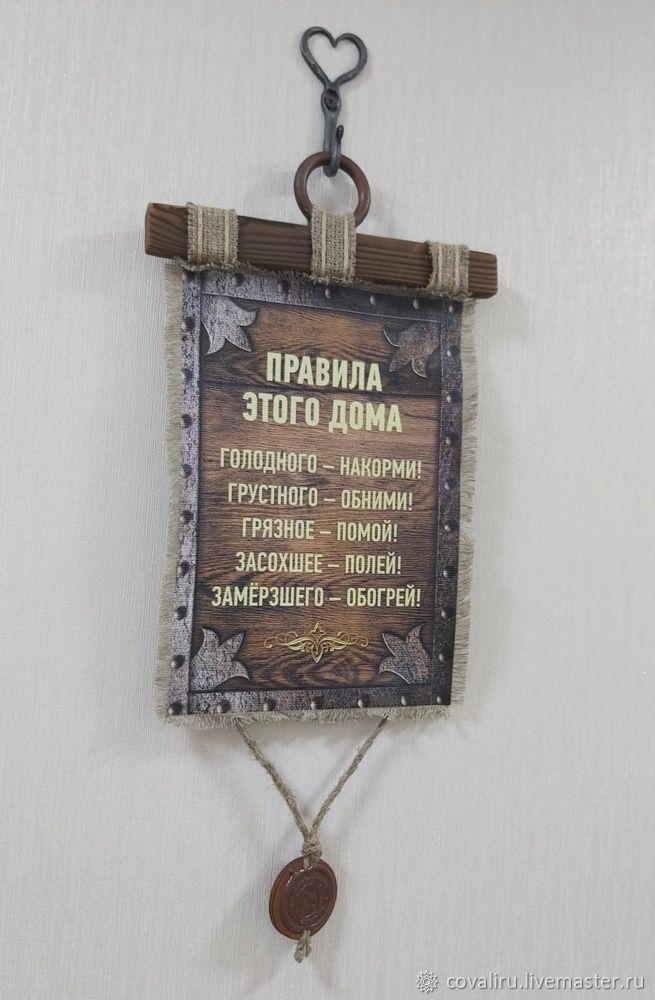 ПРАВИЛА
ЭТОГО ДОМА
ГОЛОДНОГО – НАКОРМИ!
ГРУСТНОГО – ОБНИМИ!
ГРЯЗНОЕ – ПОМОЙ!
ЗАСОХШЕЕ – ПОЛЕЙ!
ЗАМЁРЗШЕГО – ОБОГРЕЙ!
covaliru.livemaster.ru